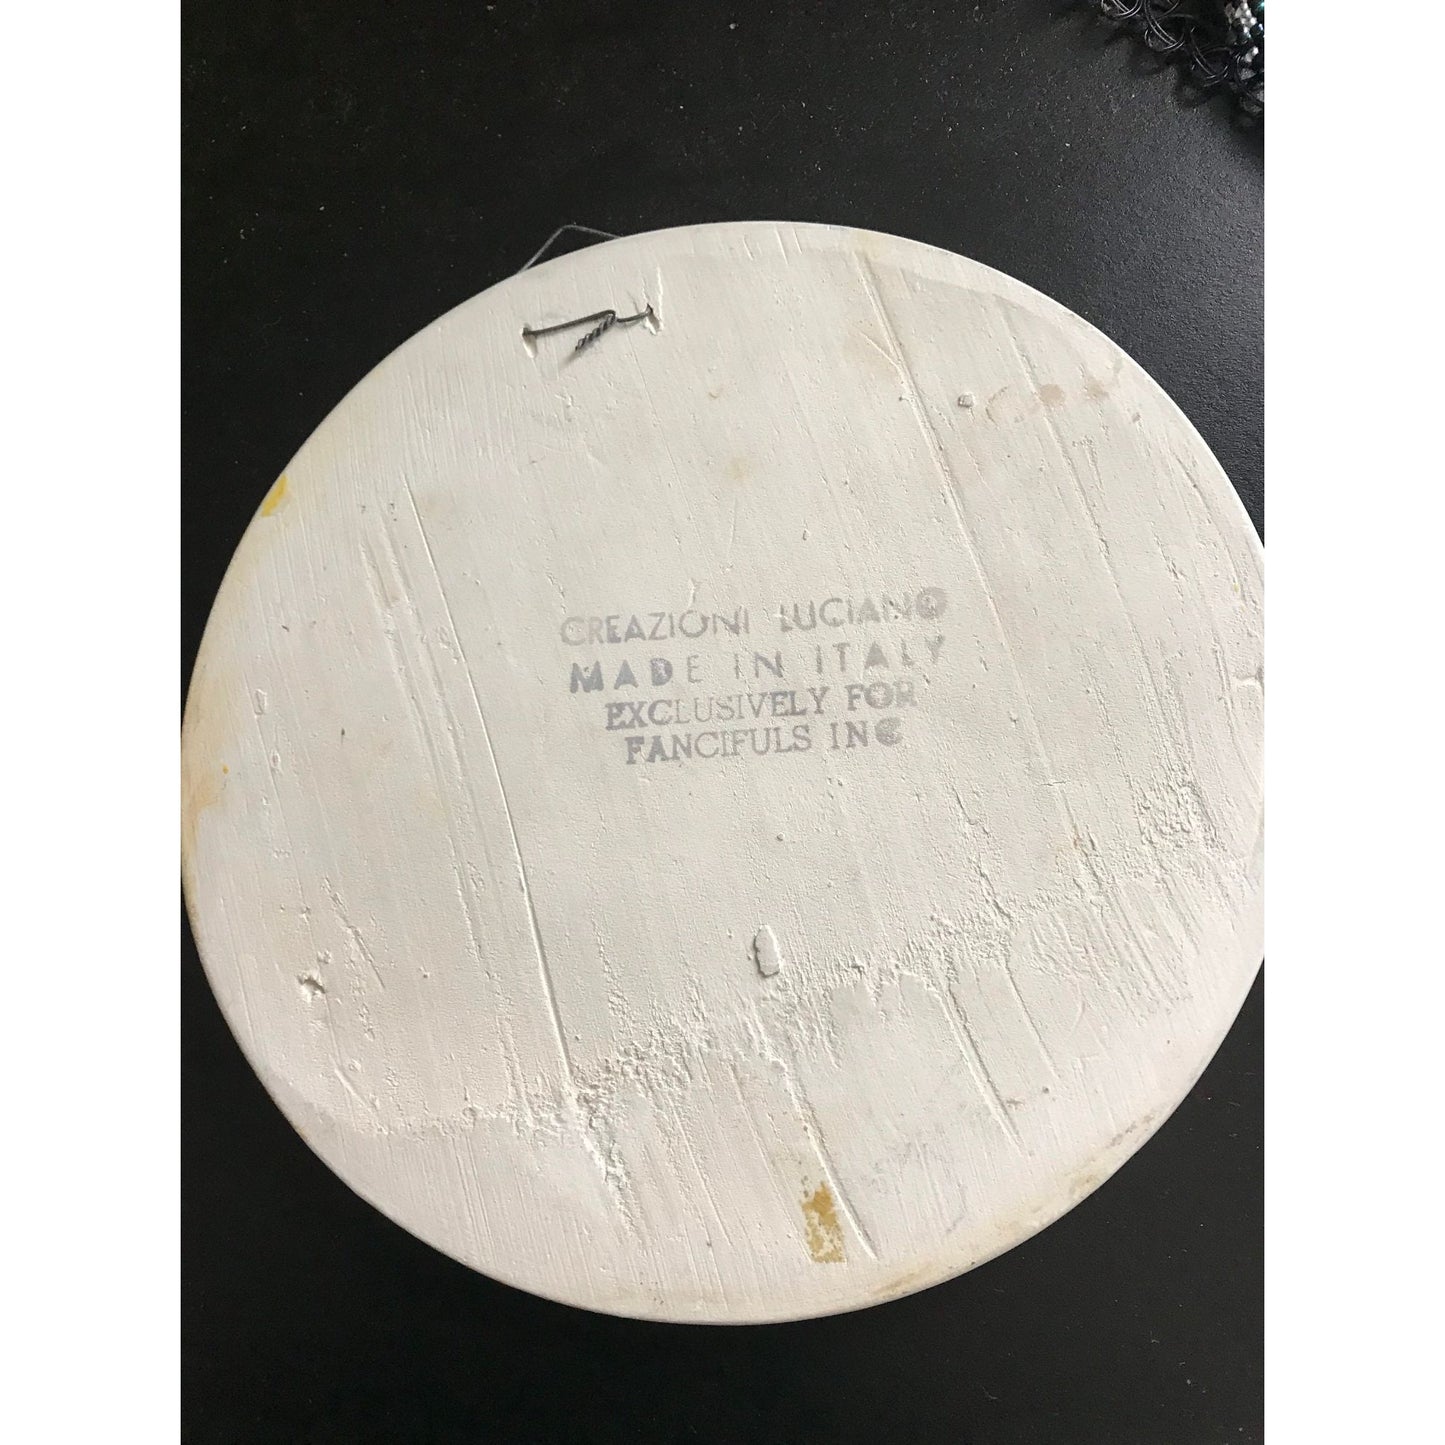 CREAZIONI LUCIANO
MADE IN ITALY
EXCLUSIVELY FOR
FANCIFULS INC